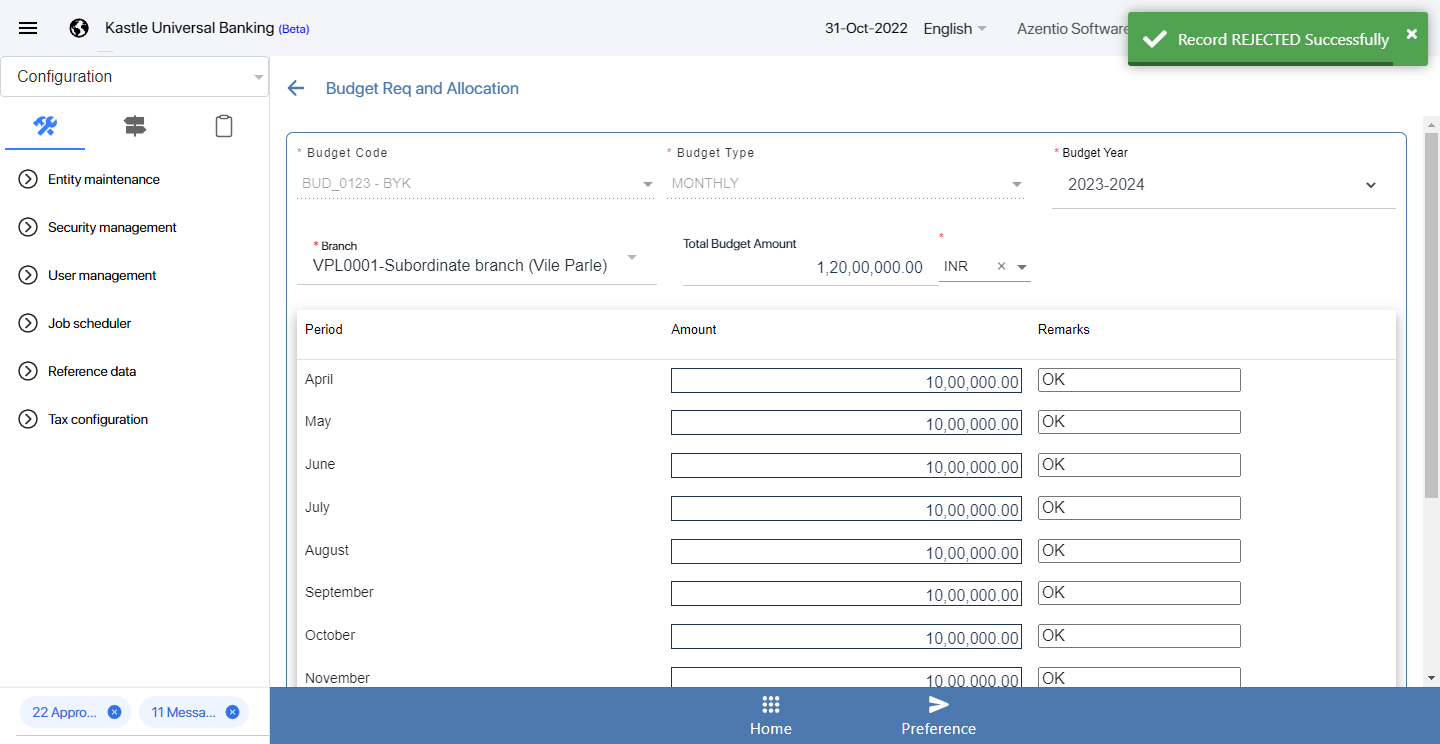 Kastle Universal Banking (Beta)
31-Oct-2022
English
Azentio Software
Record REJECTED Successfully
Configuration
Entity maintenance
Security management
User management
Job scheduler
Reference data
Tax configuration
22 Appro...
11 Messa...
Budget Req and Allocation
* Budget Code
BUD_0123 - BYK
* Budget Type
MONTHLY
* Budget Year
2023-2024
* Branch
VPL0001-Subordinate branch (Vile Parle)
Total Budget Amount
1,20,00,000.00
*
INR
Period Amount Remarks
April 10,00,000.00 OK
May 10,00,000.00 OK
June 10,00,000.00 OK
July 10,00,000.00 OK
August 10,00,000.00 OK
September 10,00,000.00 OK
October 10,00,000.00 OK
November 10,00,000.00 OK
Home
Preference